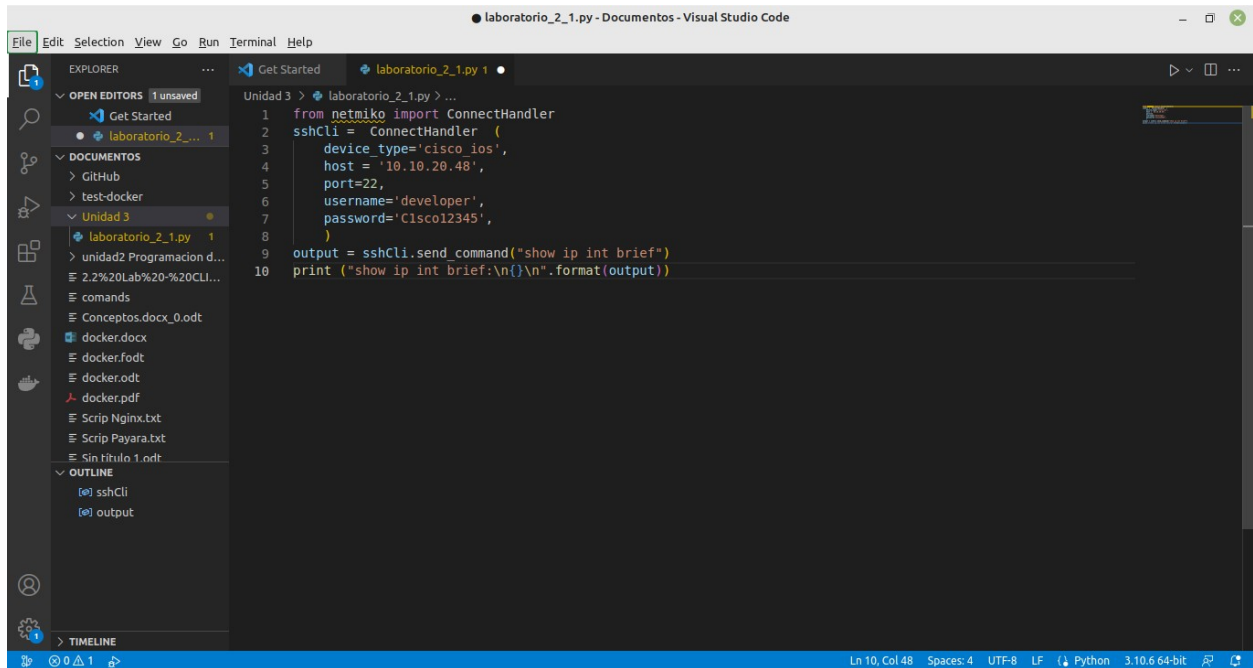 laboratorio_2_1.py - Documentos - Visual Studio Code
File Edit Selection View Go Run Terminal Help
EXPLORER
OPEN EDITORS 1 unsaved
Get Started
laboratorio_2_... 1
DOCUMENTOS
GitHub
test-docker
Unidad 3
laboratorio_2_1.py 1
unidad2 Programacion d...
2.2%20Lab%20-%20CLI...
comands
Conceptos.docx_0.odt
docker.docx
docker.fodt
docker.odt
docker.pdf
Scrip Nginx.txt
Scrip Payara.txt
Sin título 1.odt
OUTLINE
sshCli
output
TIMELINE
Get Started laboratorio_2_1.py 1
Unidad 3 > laboratorio_2_1.py > ...
1 from netmiko import ConnectHandler
2 sshCli =  ConnectHandler  (
3     device_type='cisco_ios',
4     host = '10.10.20.48',
5     port=22,
6     username='developer',
7     password='C1sco12345',
8     )
9 output = sshCli.send_command("show ip int brief")
10 print ("show ip int brief:\n{}\n".format(output))
1
1
0 1 Ln 10, Col 48 Spaces: 4 UTF-8 LF Python 3.10.6 64-bit